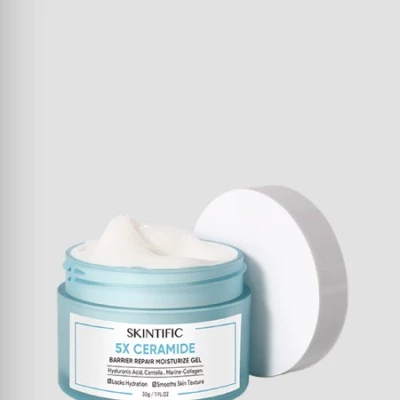 SKINTIFIC
5X CERAMIDE
BARRIER REPAIR MOISTURIZE GEL
Hyaluronic Acid, Centella, Marine-Collagen
☑Locks Hydration ☑Smooths Skin Texture
30g / 1 FL.OZ